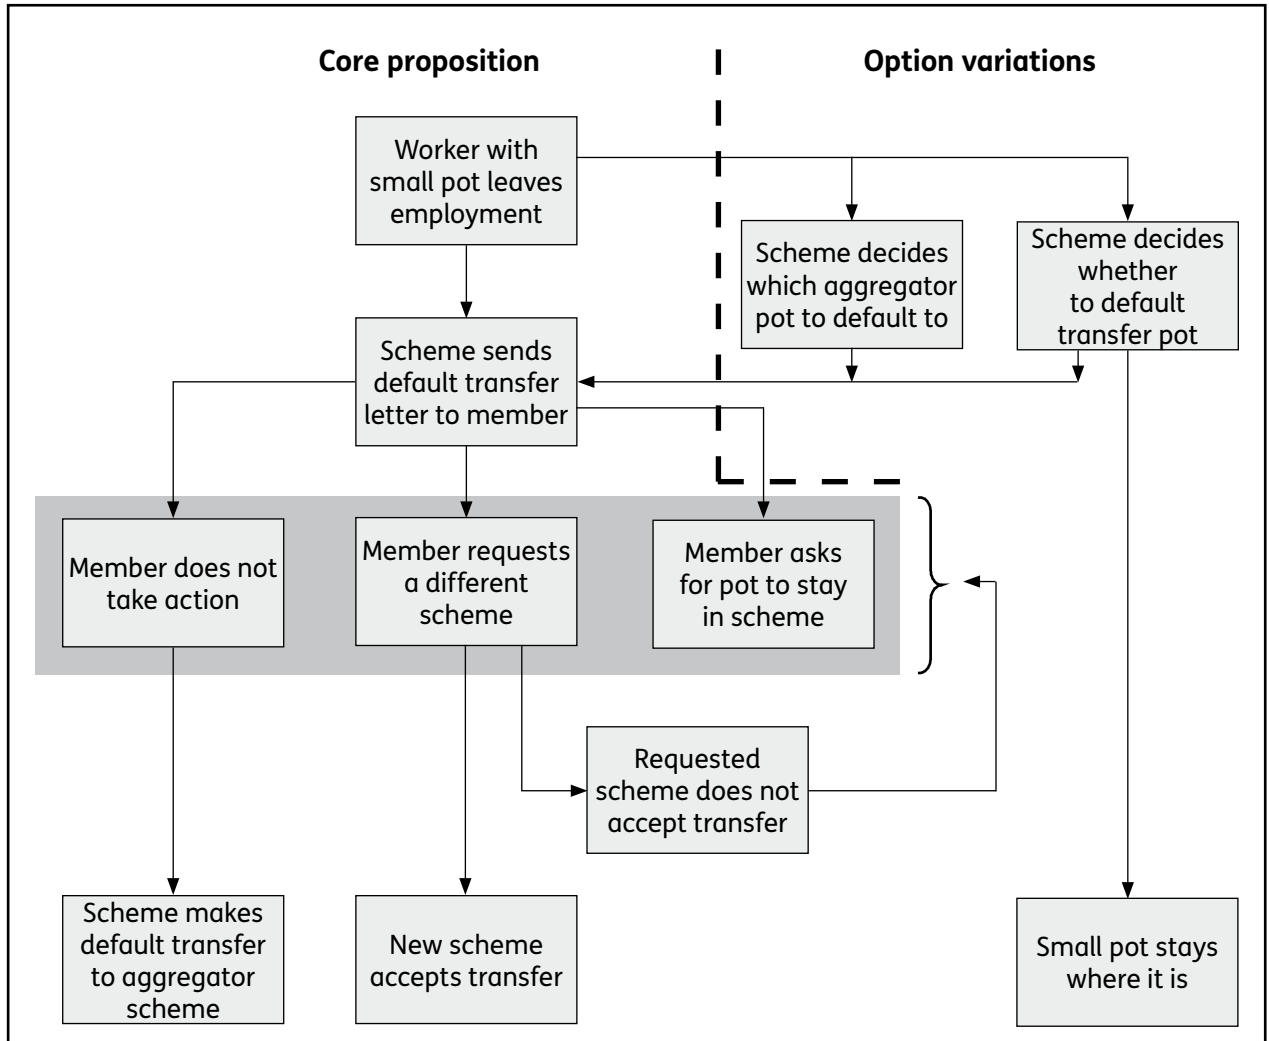 Core proposition
Option variations
Worker with
small pot leaves
employment
Scheme decides
which aggregator
pot to default to
Scheme decides
whether
to default
transfer pot
Scheme sends
default transfer
letter to member
Member does not
take action
Member requests
a different
scheme
Member asks
for pot to stay
in scheme
Requested
scheme does not
accept transfer
Scheme makes
default transfer
to aggregator
scheme
New scheme
accepts transfer
Small pot stays
where it is